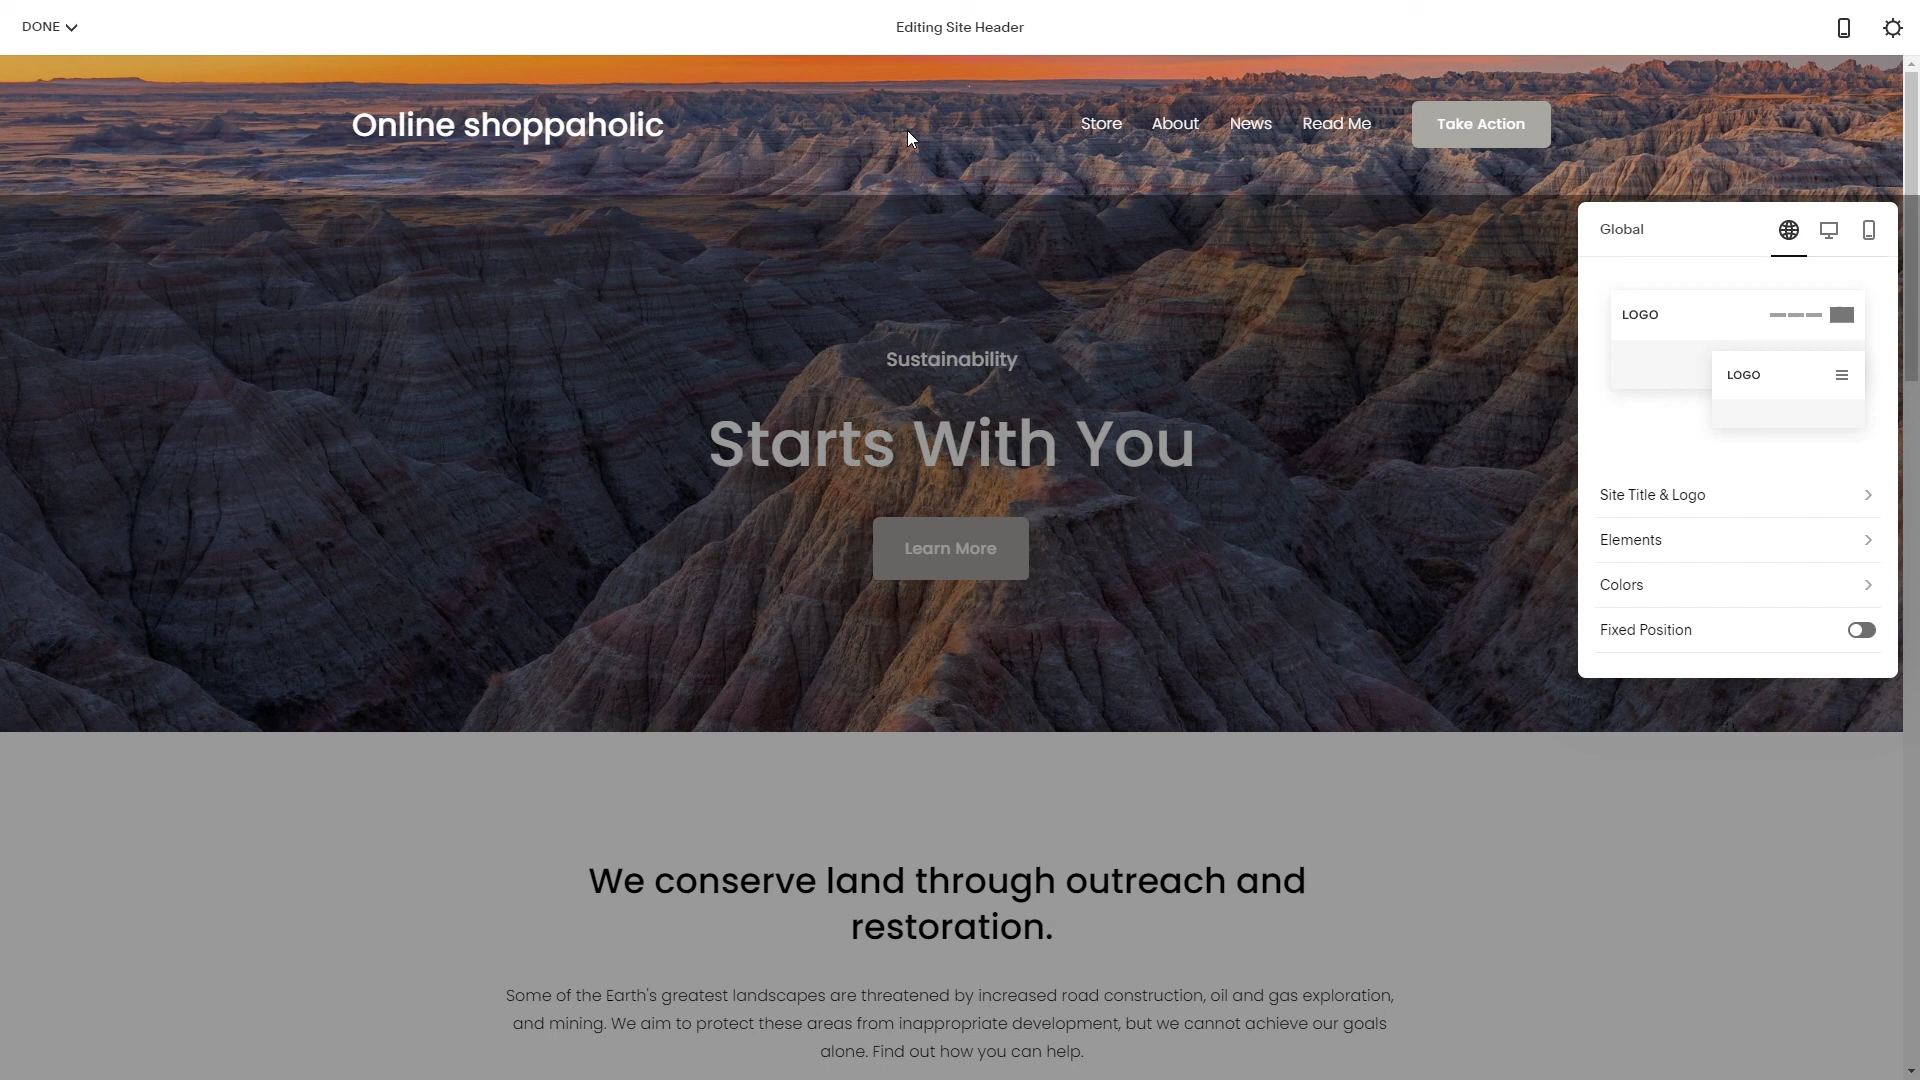 DONE
Editing Site Header
Online shoppaholic
Store About News Read Me Take Action
Global
LOGO
LOGO
Sustainability
Starts With You
Learn More
Site Title & Logo
Elements
Colors
Fixed Position
We conserve land through outreach and
restoration.
Some of the Earth's greatest landscapes are threatened by increased road construction, oil and gas exploration,
and mining. We aim to protect these areas from inappropriate development, but we cannot achieve our goals
alone. Find out how you can help.